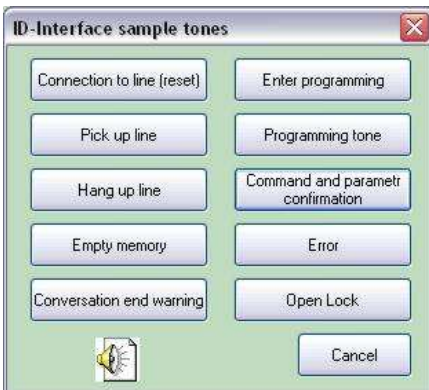 ID-Interface sample tones
Connection to line (reset)
Enter programming
Pick up line
Programming tone
Hang up line
Command and parametr
confirmation
Empty memory
Error
Conversation end warning
Open Lock
Cancel